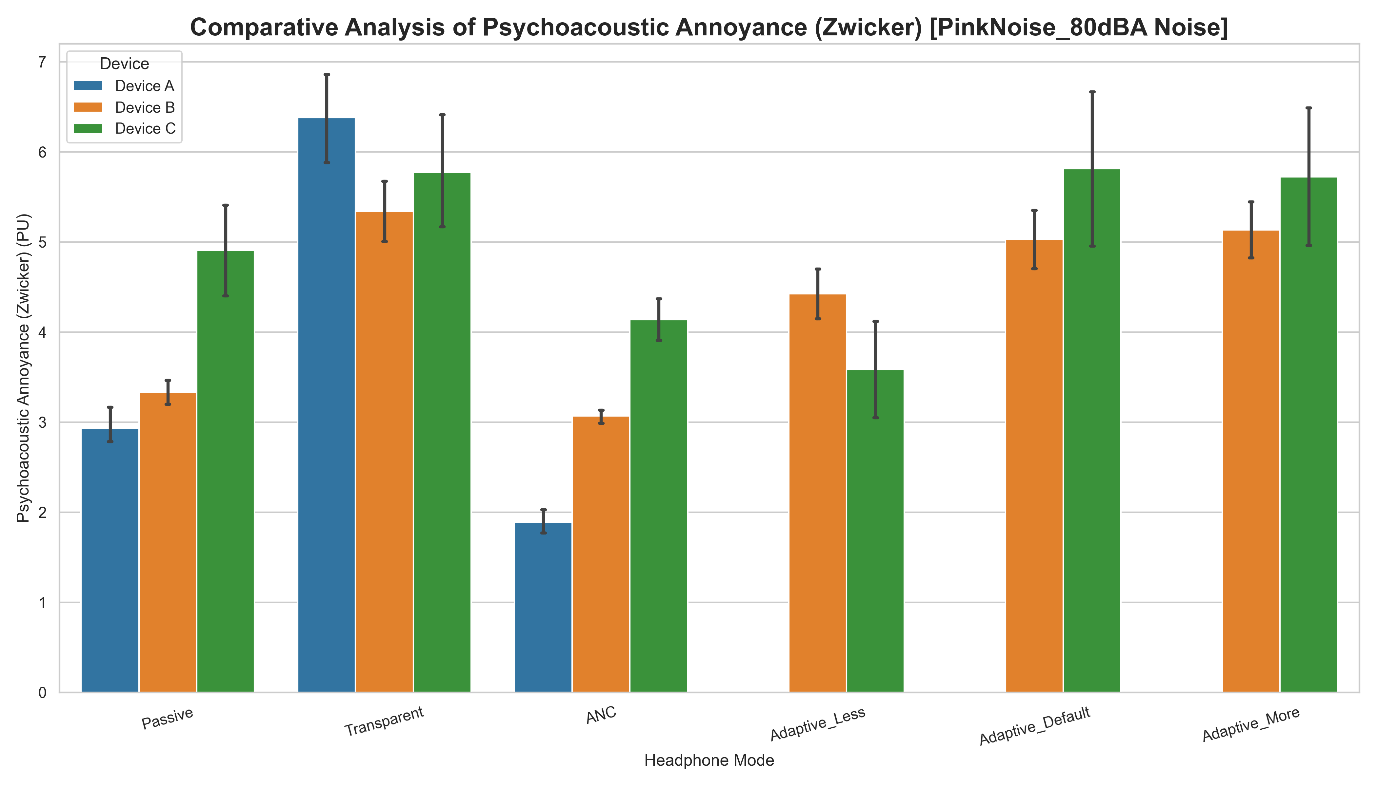 Comparative Analysis of Psychoacoustic Annoyance (Zwicker) [PinkNoise_80dBA Noise]
Device
Device A
Device B
Device C
Psychoacoustic Annoyance (Zwicker) (PU)
7
6
5
4
3
2
1
0
Passive
Transparent
ANC
Adaptive_Less
Adaptive_Default
Adaptive_More
Headphone Mode